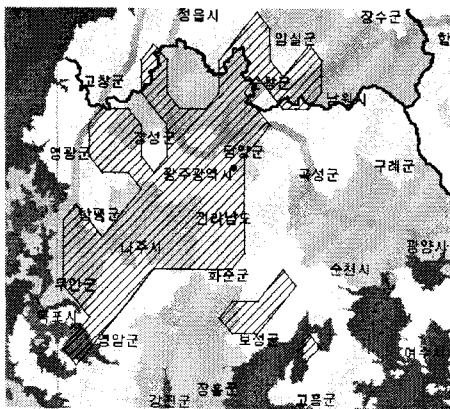 정읍시
장수군
임실군
함
고창군
순창군
남원시
장성군
영광군
담양군
구례군
광주광역시
곡성군
함평군
전라남도
나주시
광양시
순천시
화순군
무안군
목포시
영암군
보성군
여수시
장흥군
강진군
고흥군